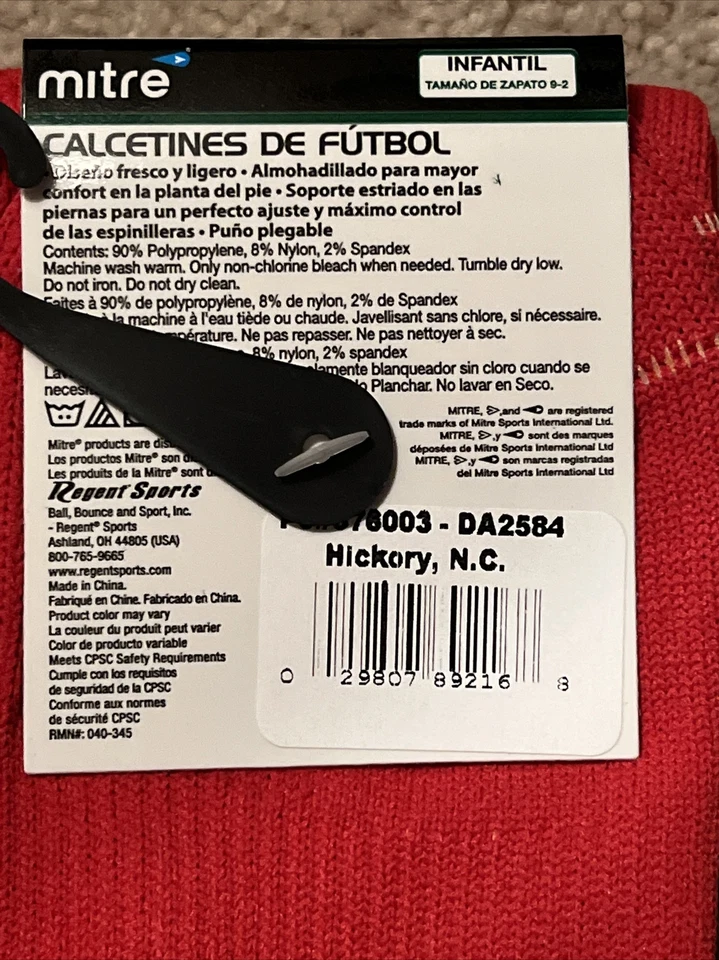 mitre
INFANTIL
TAMAÑO DE ZAPATO 9-2
CALCETINES DE FÚTBOL
Diseño fresco y ligero • Almohadillado para mayor
confort en la planta del pie • Soporte estriado en las
piernas para un perfecto ajuste y máximo control
de las espinilleras • Puño plegable
Contents: 90% Polypropylene, 8% Nylon, 2% Spandex
Machine wash warm. Only non-chlorine bleach when needed. Tumble dry low.
Do not iron. Do not dry clean.
Faites à 90% de polypropylène, 8% de nylon, 2% de Spandex
à la machine à l'eau tiède ou chaude. Javellisant sans chlore, si nécessaire.
Ne pas repasser. Ne pas nettoyer à sec.
8% nylon, 2% spandex
blanqueador sin cloro cuando se
Planchar. No lavar en Seco.
MITRE, and are registered
trade marks of Mitre Sports International Ltd.
MITRE, y sont des marques
déposées de Mitre Sports International Ltd
MITRE, y son marcas registradas
del Mitre Sports International Ltd
Mitre® products are
Los productos Mitre® son
Les produits de la Mitre® sont
Regent Sports
Ball, Bounce and Sport, Inc.
- Regent® Sports
Ashland, OH 44805 (USA)
800-765-9665
www.regentsports.com
Made in China.
Fabriqué en Chine. Fabricado en China.
Product color may vary
La couleur du produit peut varier
Color de producto variable
Meets CPSC Safety Requirements
Cumple con los requisitos
de seguridad de la CPSC
Conforme aux normes
de sécurité CPSC
RMN#: 040-345
- DA2584
Hickory, N.C.
0 29807 89216 8